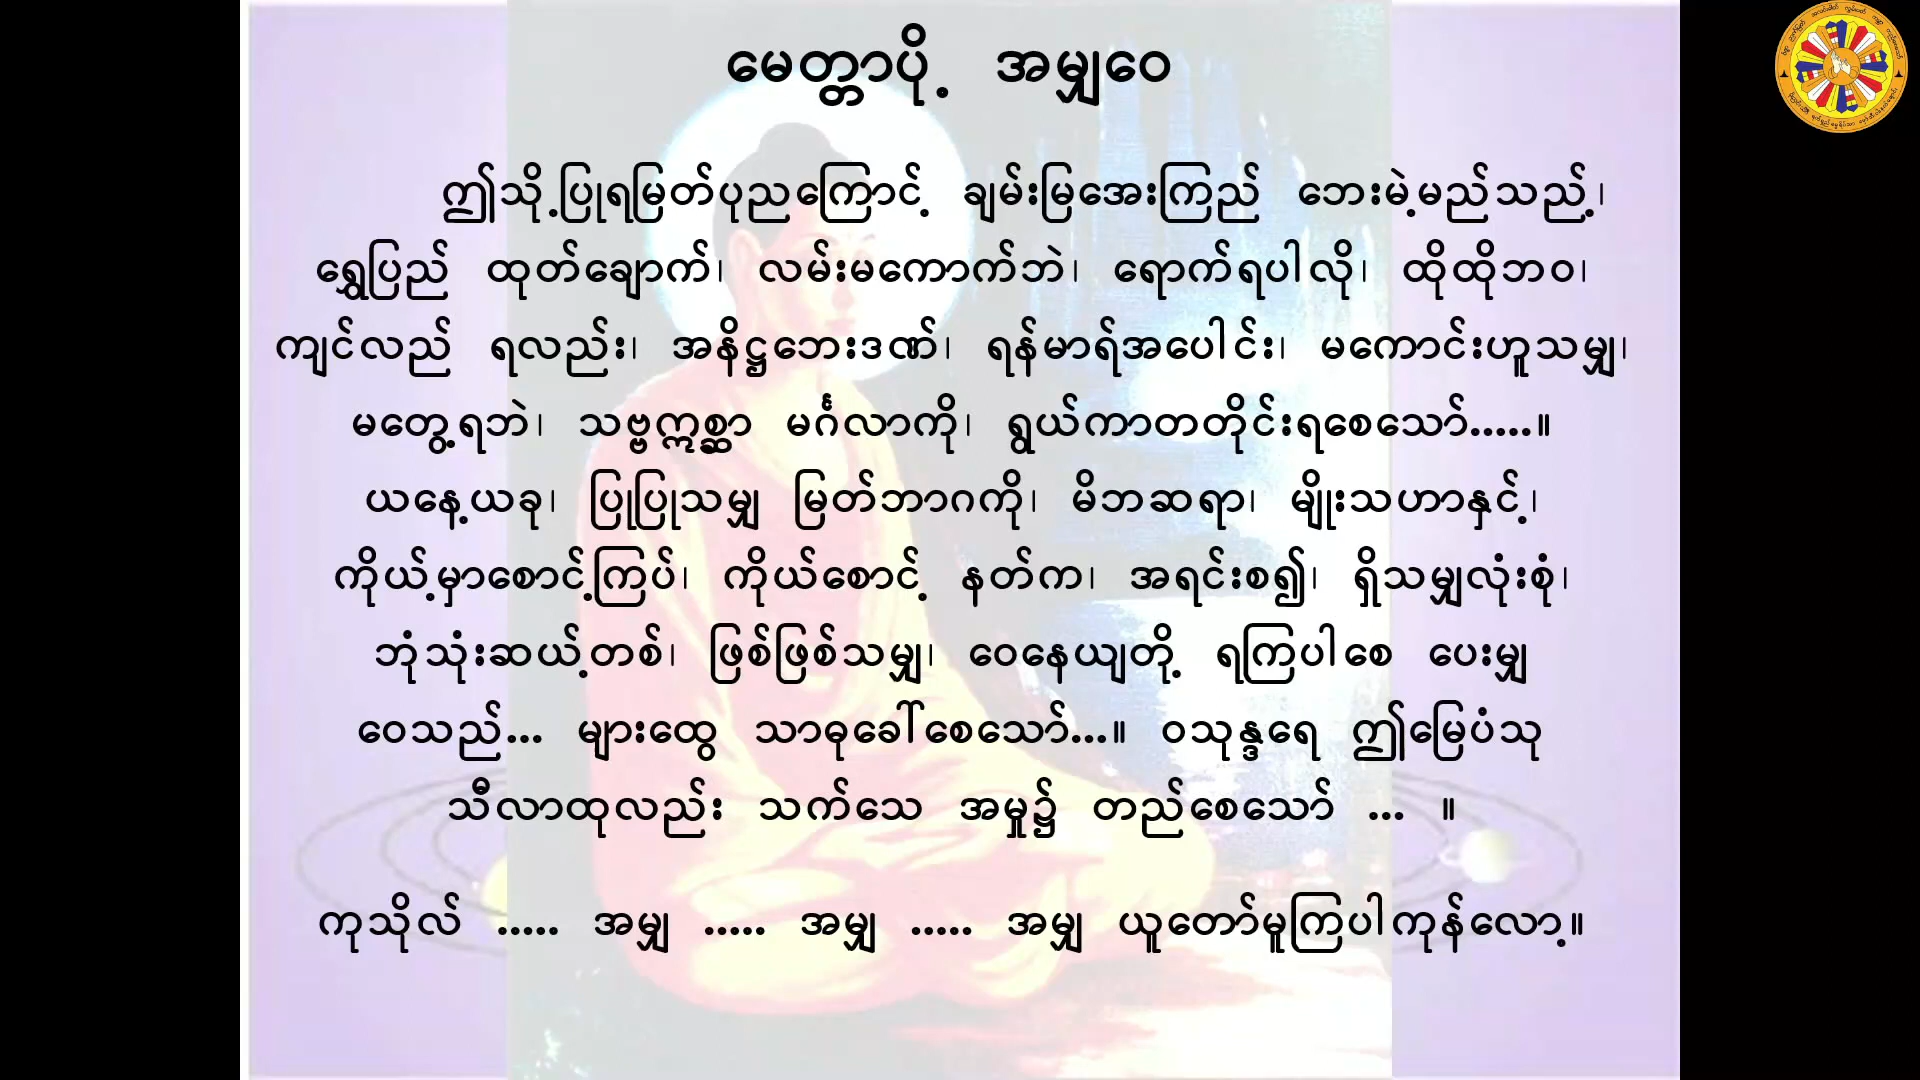 မေတ္တာပို့ အမျှဝေ
ဤသို့ပြုရမြတ်ပုညကြောင့် ချမ်းမြအေးကြည် ဘေးမဲ့မည်သည့်၊
ရွှေပြည် ထုတ်ချောက်၊ လမ်းမကောက်ဘဲ၊ ရောက်ရပါလို၊ ထိုထိုဘဝ၊
ကျင်လည် ရလည်း၊ အနိဋ္ဌဘေးဒဏ်၊ ရန်မာရ်အပေါင်း၊ မကောင်းဟူသမျှ၊
မတွေ့ရဘဲ၊ သဗ္ဗဣစ္ဆာ မင်္ဂလာကို၊ ရွယ်ကာတတိုင်းရစေသော်.....။
ယနေ့ယခု၊ ပြုပြုသမျှ မြတ်ဘာဂကို၊ မိဘဆရာ၊ မျိုးသဟာနှင့်၊
ကိုယ့်မှာစောင့်ကြပ်၊ ကိုယ်စောင့် နတ်က၊ အရင်းစ၍၊ ရှိသမျှလုံးစုံ၊
ဘုံသုံးဆယ့်တစ်၊ ဖြစ်ဖြစ်သမျှ၊ ဝေနေယျတို့ ရကြပါစေ ပေးမျှ
ဝေသည်... များထွေ သာဓုခေါ်စေသော်...။ ဝသုန္ဒရေ ဤမြေပံသု
သီလာထုလည်း သက်သေ အမှု၌ တည်စေသော် ... ။
ကုသိုလ် ..... အမျှ ..... အမျှ ..... အမျှ ယူတော်မူကြပါကုန်လော့။